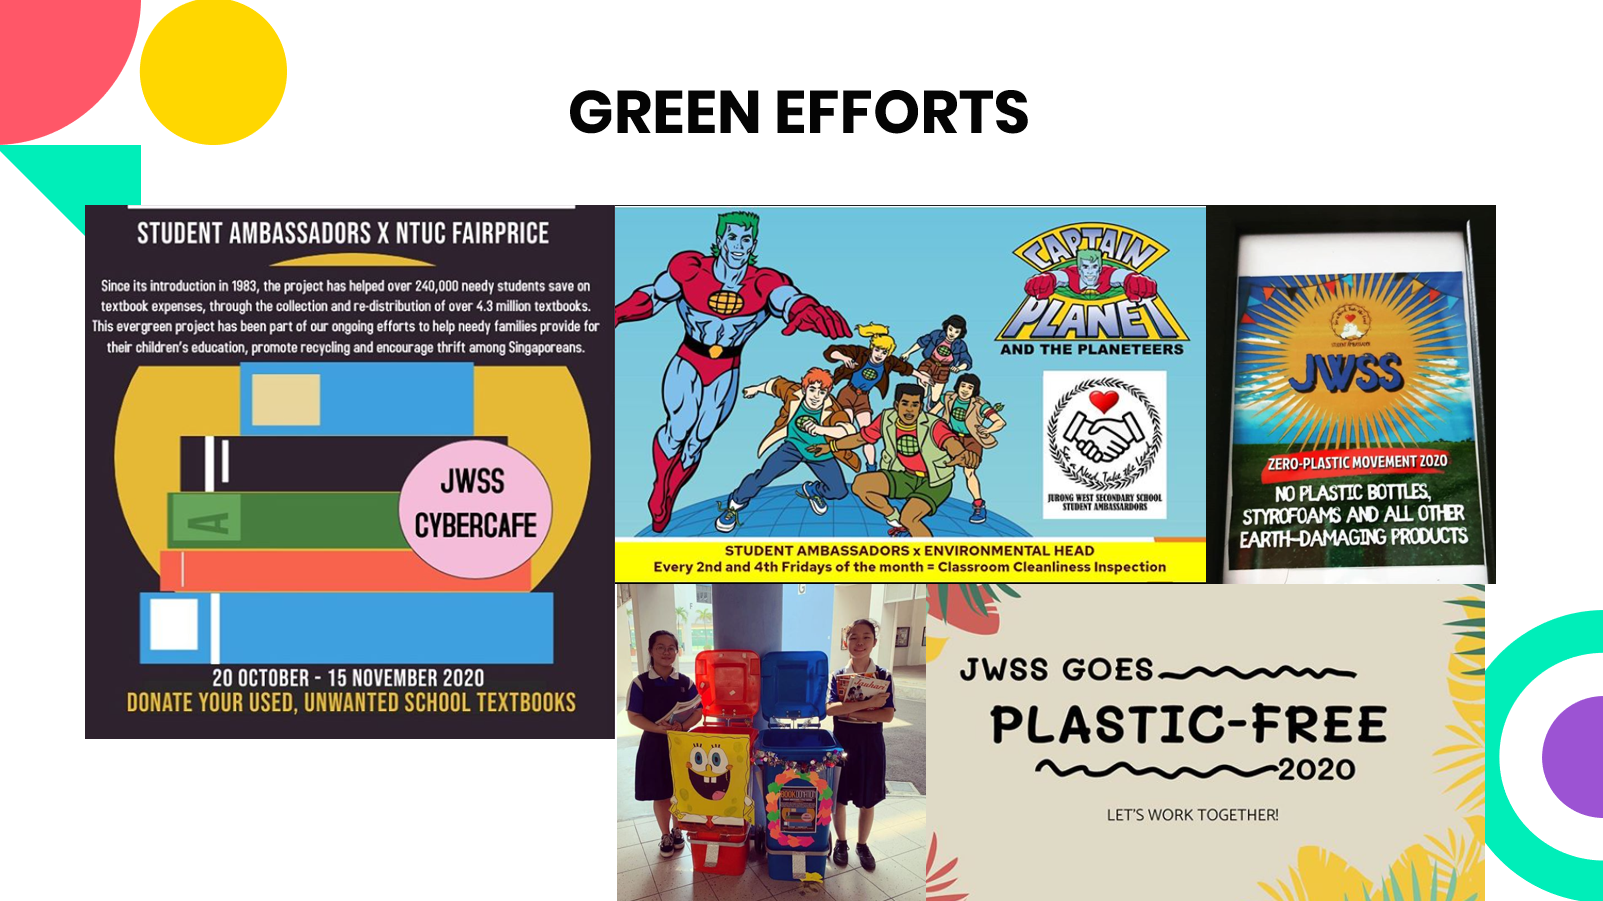 GREEN EFFORTS
STUDENT AMBASSADORS X NTUC FAIRPRICE
Since its introduction in 1983, the project has helped over 240,000 needy students save on
textbook expenses, through the collection and re-distribution of over 4.3 million textbooks.
This evergreen project has been part of our ongoing efforts to help needy families provide for
their children's education, promote recycling and encourage thrift among Singaporeans.
A
JWSS
CYBERCAFE
20 OCTOBER - 15 NOVEMBER 2020
DONATE YOUR USED, UNWANTED SCHOOL TEXTBOOKS
CAPTAIN
PLANET
AND THE PLANETEERS
Need, Take the Lead
JURONG WEST SECONDARY SCHOOL
STUDENT AMBASSARDORS
STUDENT AMBASSADORS x ENVIRONMENTAL HEAD
Every 2nd and 4th Fridays of the month = Classroom Cleanliness Inspection
JWSS
ZERO-PLASTIC MOVEMENT 2020
NO PLASTIC BOTTLES,
STYROFOAMS AND ALL OTHER
EARTH-DAMAGING PRODUCTS
JWSS GOES
PLASTIC-FREE
2020
LET'S WORK TOGETHER!